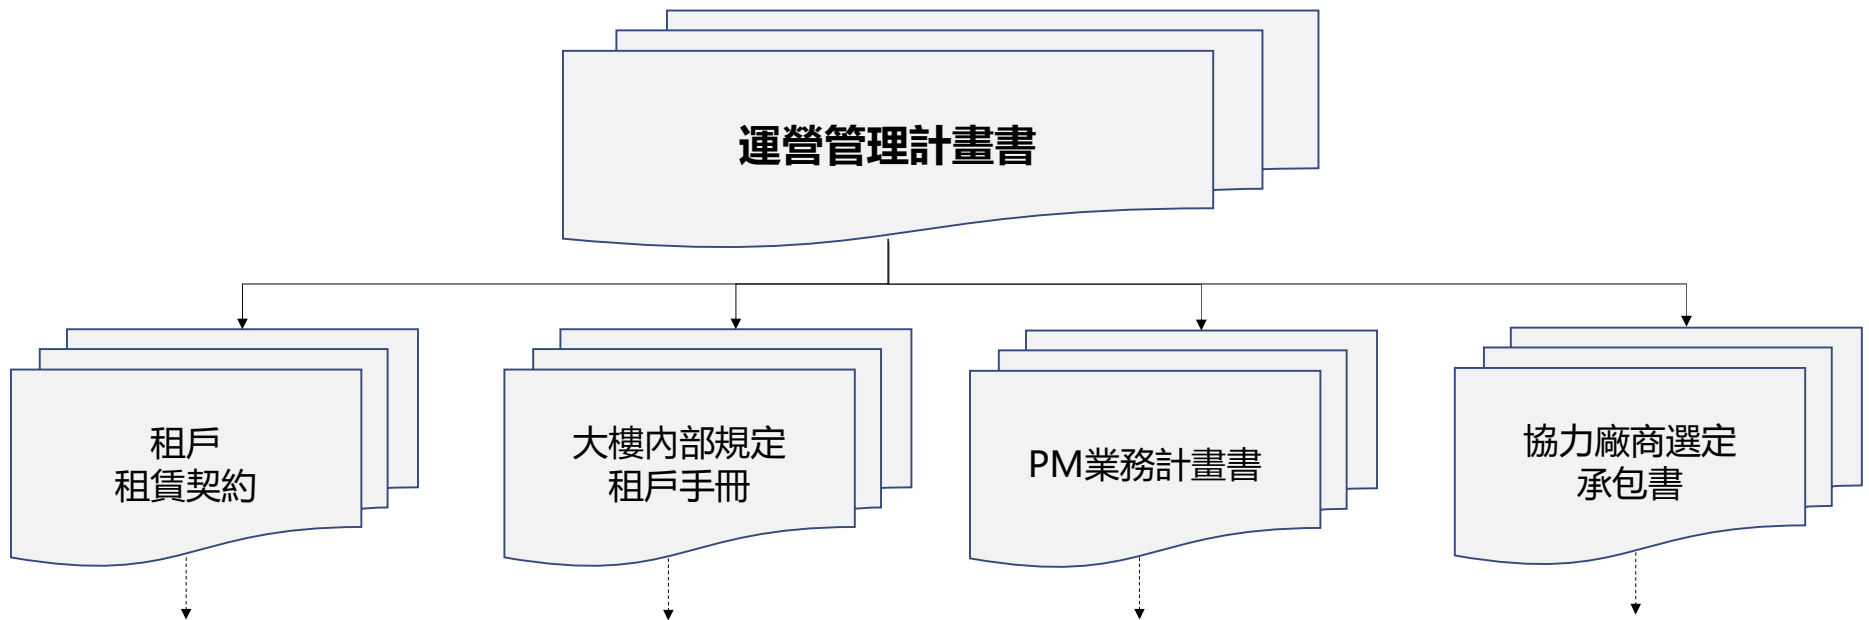 運營管理計畫書
租戶
租賃契約
大樓內部規定
租戶手冊
PM業務計畫書
協力廠商選定
承包書